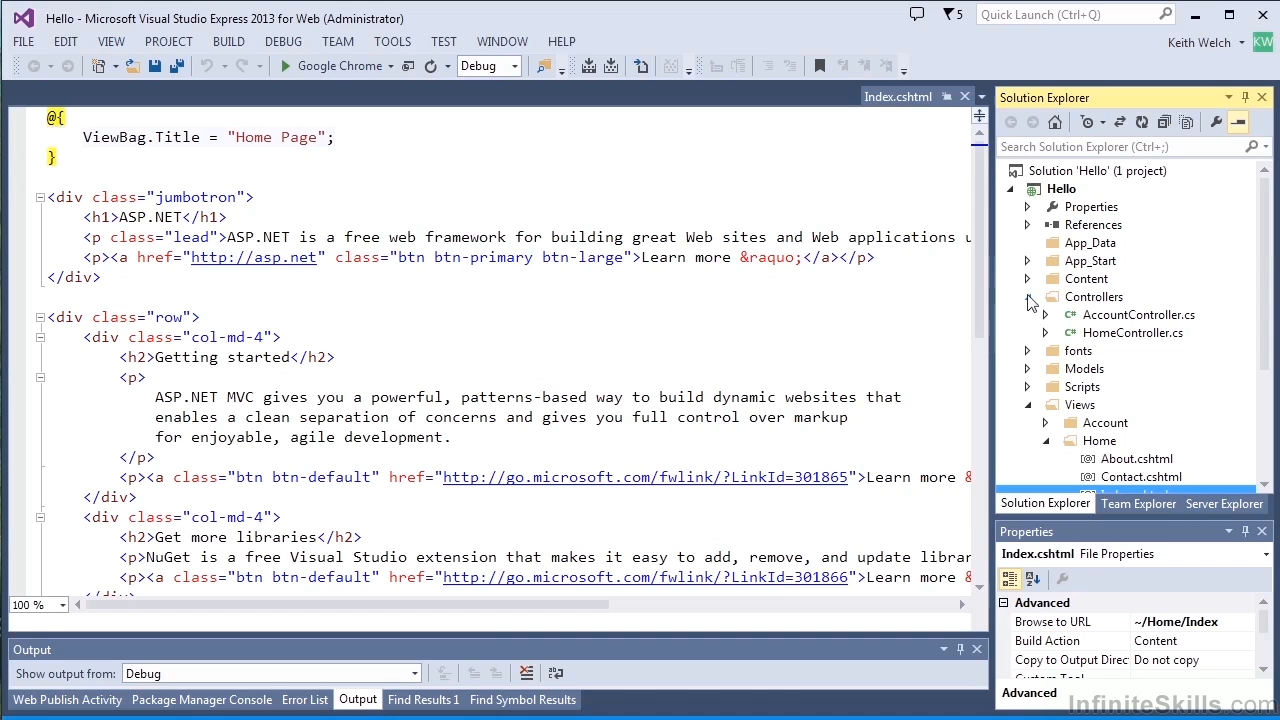 Hello - Microsoft Visual Studio Express 2013 for Web (Administrator)
5
Quick Launch (Ctrl+Q)
FILE EDIT VIEW PROJECT BUILD DEBUG TEAM TOOLS TEST WINDOW HELP
Keith Welch KW
Google Chrome Debug
Index.cshtml
@{
ViewBag.Title = "Home Page";
}
<div class="jumbotron">
<h1>ASP.NET</h1>
<p class="lead">ASP.NET is a free web framework for building great Web sites and Web applications u
<p><a href="http://asp.net" class="btn btn-primary btn-large">Learn more &raquo;</a></p>
</div>
<div class="row">
<div class="col-md-4">
<h2>Getting started</h2>
<p>
ASP.NET MVC gives you a powerful, patterns-based way to build dynamic websites that
enables a clean separation of concerns and gives you full control over markup
for enjoyable, agile development.
</p>
<p><a class="btn btn-default" href="http://go.microsoft.com/fwlink/?LinkId=301865">Learn more &
</div>
<div class="col-md-4">
<h2>Get more libraries</h2>
<p>NuGet is a free Visual Studio extension that makes it easy to add, remove, and update librar
<p><a class="btn btn-default" href="http://go.microsoft.com/fwlink/?LinkId=301866">Learn more &
</div>
100 %
Solution Explorer
Search Solution Explorer (Ctrl+;)
Solution 'Hello' (1 project)
Hello
Properties
References
App_Data
App_Start
Content
Controllers
AccountController.cs
HomeController.cs
fonts
Models
Scripts
Views
Account
Home
About.cshtml
Contact.cshtml
Solution Explorer Team Explorer Server Explorer
Properties
Index.cshtml File Properties
Advanced
Browse to URL ~/Home/Index
Build Action Content
Copy to Output Direc Do not copy
Advanced
Output
Show output from: Debug
Web Publish Activity Package Manager Console Error List Output Find Results 1 Find Symbol Results
InfiniteSkills.com